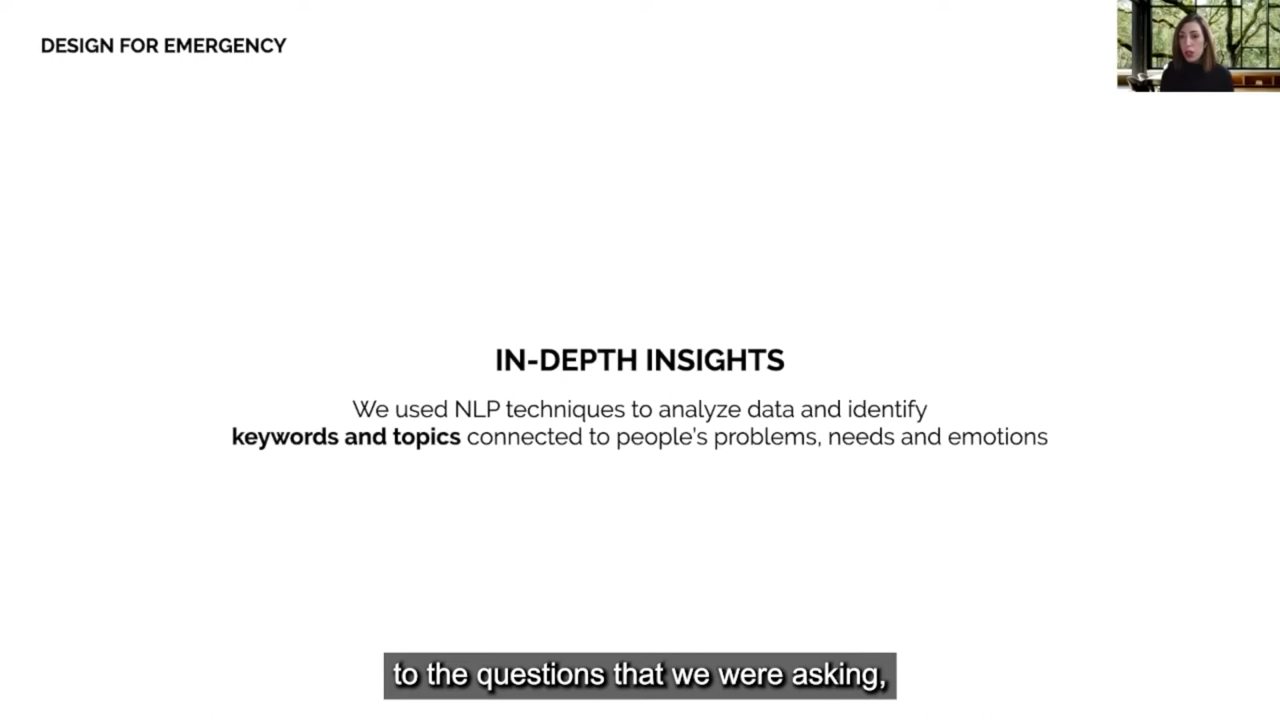 DESIGN FOR EMERGENCY
IN-DEPTH INSIGHTS
We used NLP techniques to analyze data and identify
keywords and topics connected to people's problems, needs and emotions
to the questions that we were asking,